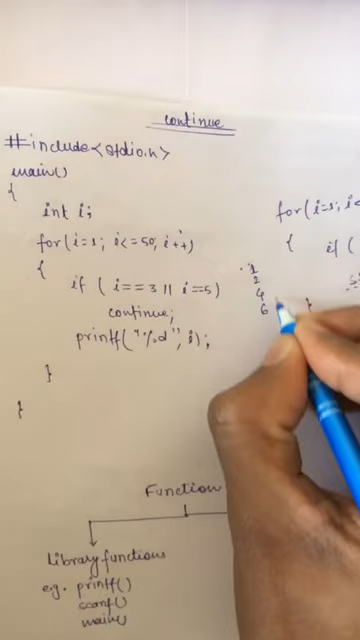 continue
#include<stdio.h>
main()
{
int i;
for(i=1; i<=50; i++)
{
if ( i==3 || i==5)
continue;
printf("%d", i);
}
}
1
2
4
6
for(i=1; i<
{
if (
}
Function
Library functions
e.g. printf()
scanf()
main()